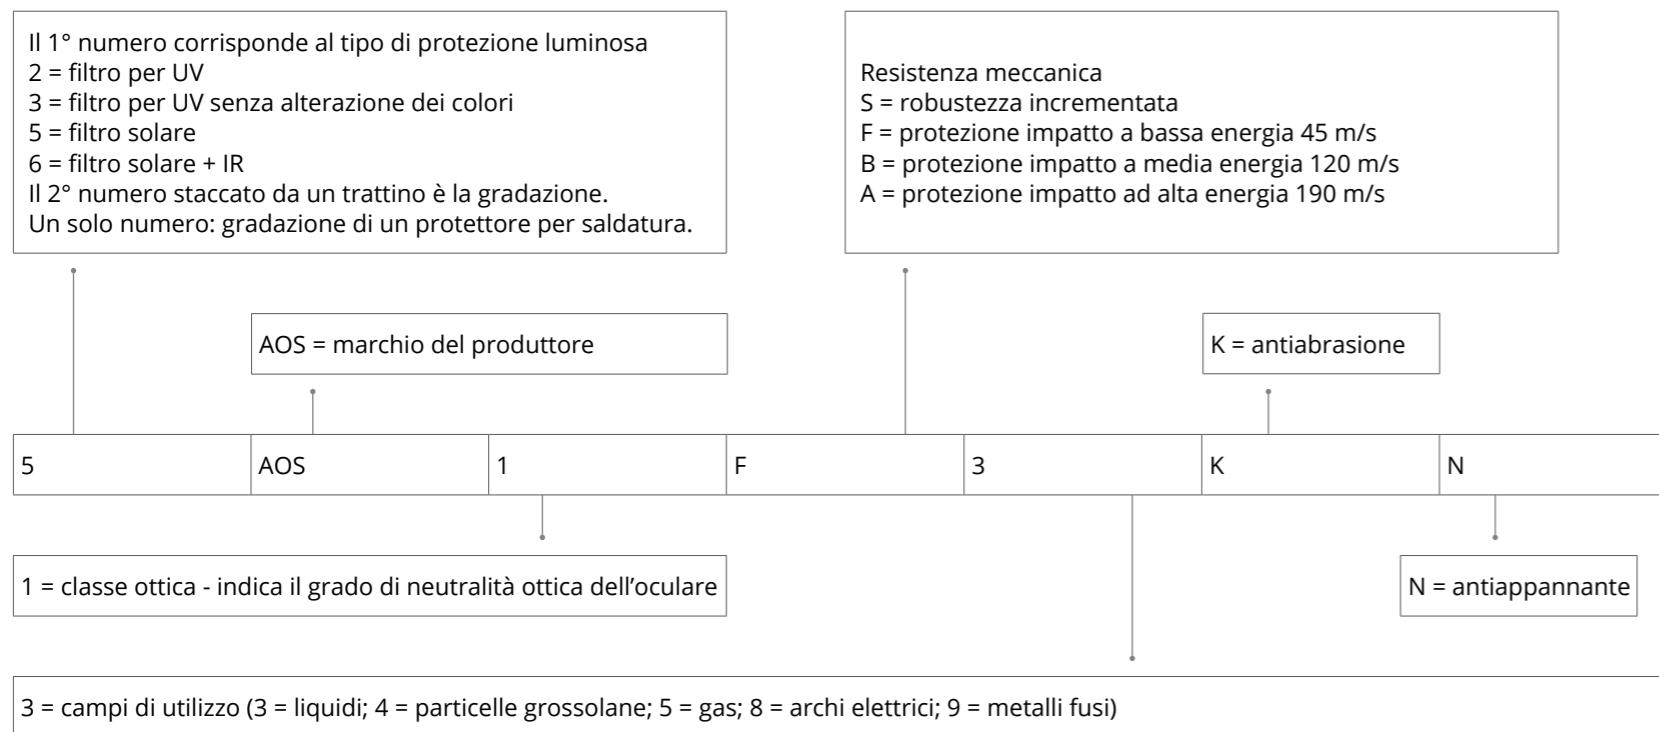 Il 1° numero corrisponde al tipo di protezione luminosa
2 = filtro per UV
3 = filtro per UV senza alterazione dei colori
5 = filtro solare
6 = filtro solare + IR
Il 2° numero staccato da un trattino è la gradazione.
Un solo numero: gradazione di un protettore per saldatura.
Resistenza meccanica
S = robustezza incrementata
F = protezione impatto a bassa energia 45 m/s
B = protezione impatto a media energia 120 m/s
A = protezione impatto ad alta energia 190 m/s
AOS = marchio del produttore
K = antiabrasione
5 AOS 1 F 3 K N
1 = classe ottica - indica il grado di neutralità ottica dell’oculare
N = antiappannante
3 = campi di utilizzo (3 = liquidi; 4 = particelle grossolane; 5 = gas; 8 = archi elettrici; 9 = metalli fusi)